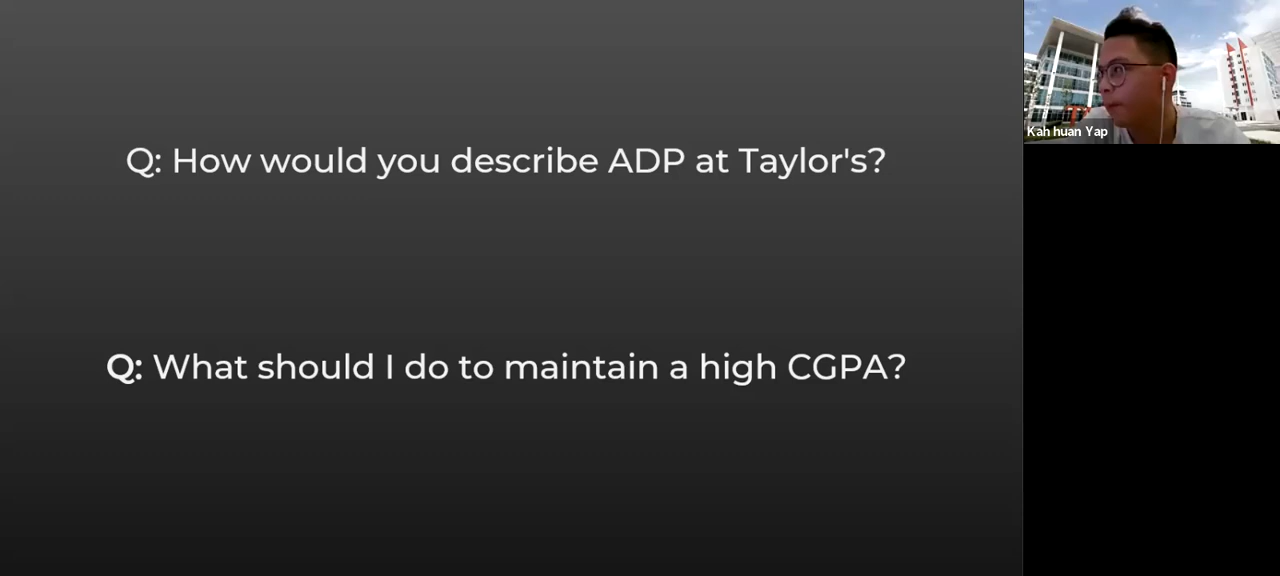 Q: How would you describe ADP at Taylor's?
Q: What should I do to maintain a high CGPA?
Kah huan Yap